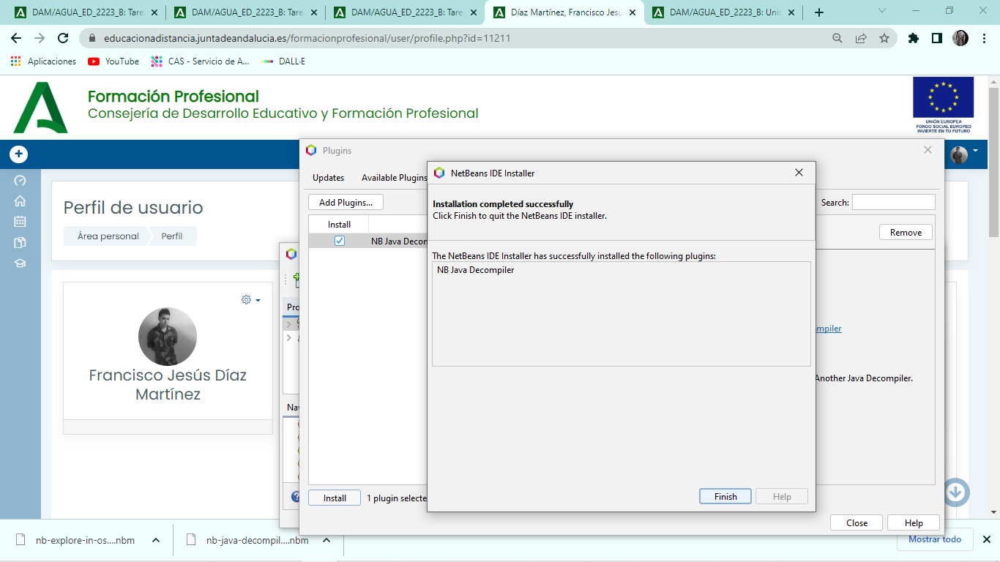 DAM/AGUA_ED_2223_B: Tare
DAM/AGUA_ED_2223_B: Tare
DAM/AGUA_ED_2223_B: Tare
Díaz Martínez, Francisco Jesú
DAM/AGUA_ED_2223_B: Unid
educacionadistancia.juntadeandalucia.es/formacionprofesional/user/profile.php?id=11211
Aplicaciones
YouTube
CAS - Servicio de A...
DALL·E
Formación Profesional
Consejería de Desarrollo Educativo y Formación Profesional
UNIÓN EUROPEA
FONDO SOCIAL EUROPEO
INVIERTE EN TU FUTURO
Perfil de usuario
Área personal
Perfil
Francisco Jesús Díaz
Martínez
Pro
Nav
Plugins
Updates
Available Plugins
Add Plugins...
Search:
Install
NB Java Decom
Remove
mpiler
Another Java Decompiler.
Install
1 plugin selecte
Close
Help
NetBeans IDE Installer
Installation completed successfully
Click Finish to quit the NetBeans IDE installer.
The NetBeans IDE Installer has successfully installed the following plugins:
NB Java Decompiler
Finish
Help
nb-explore-in-os....nbm
nb-java-decompil....nbm
Mostrar todo